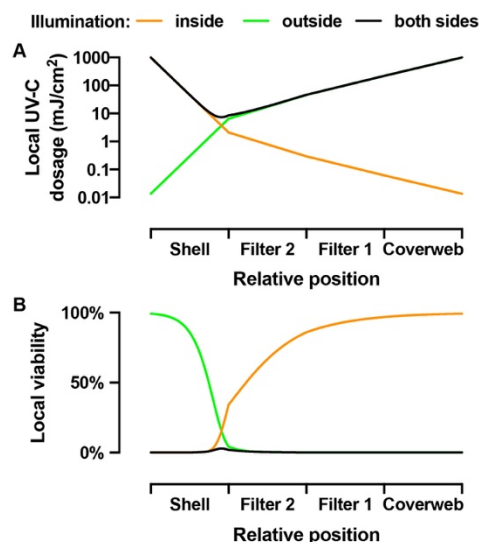 Illumination: inside outside both sides
A
Local UV-C
dosage (mJ/cm²)
1000
100
10
1
0.1
0.01
Shell Filter 2 Filter 1 Coverweb
Relative position
B
Local viability
100%
50%
0%
Shell Filter 2 Filter 1 Coverweb
Relative position